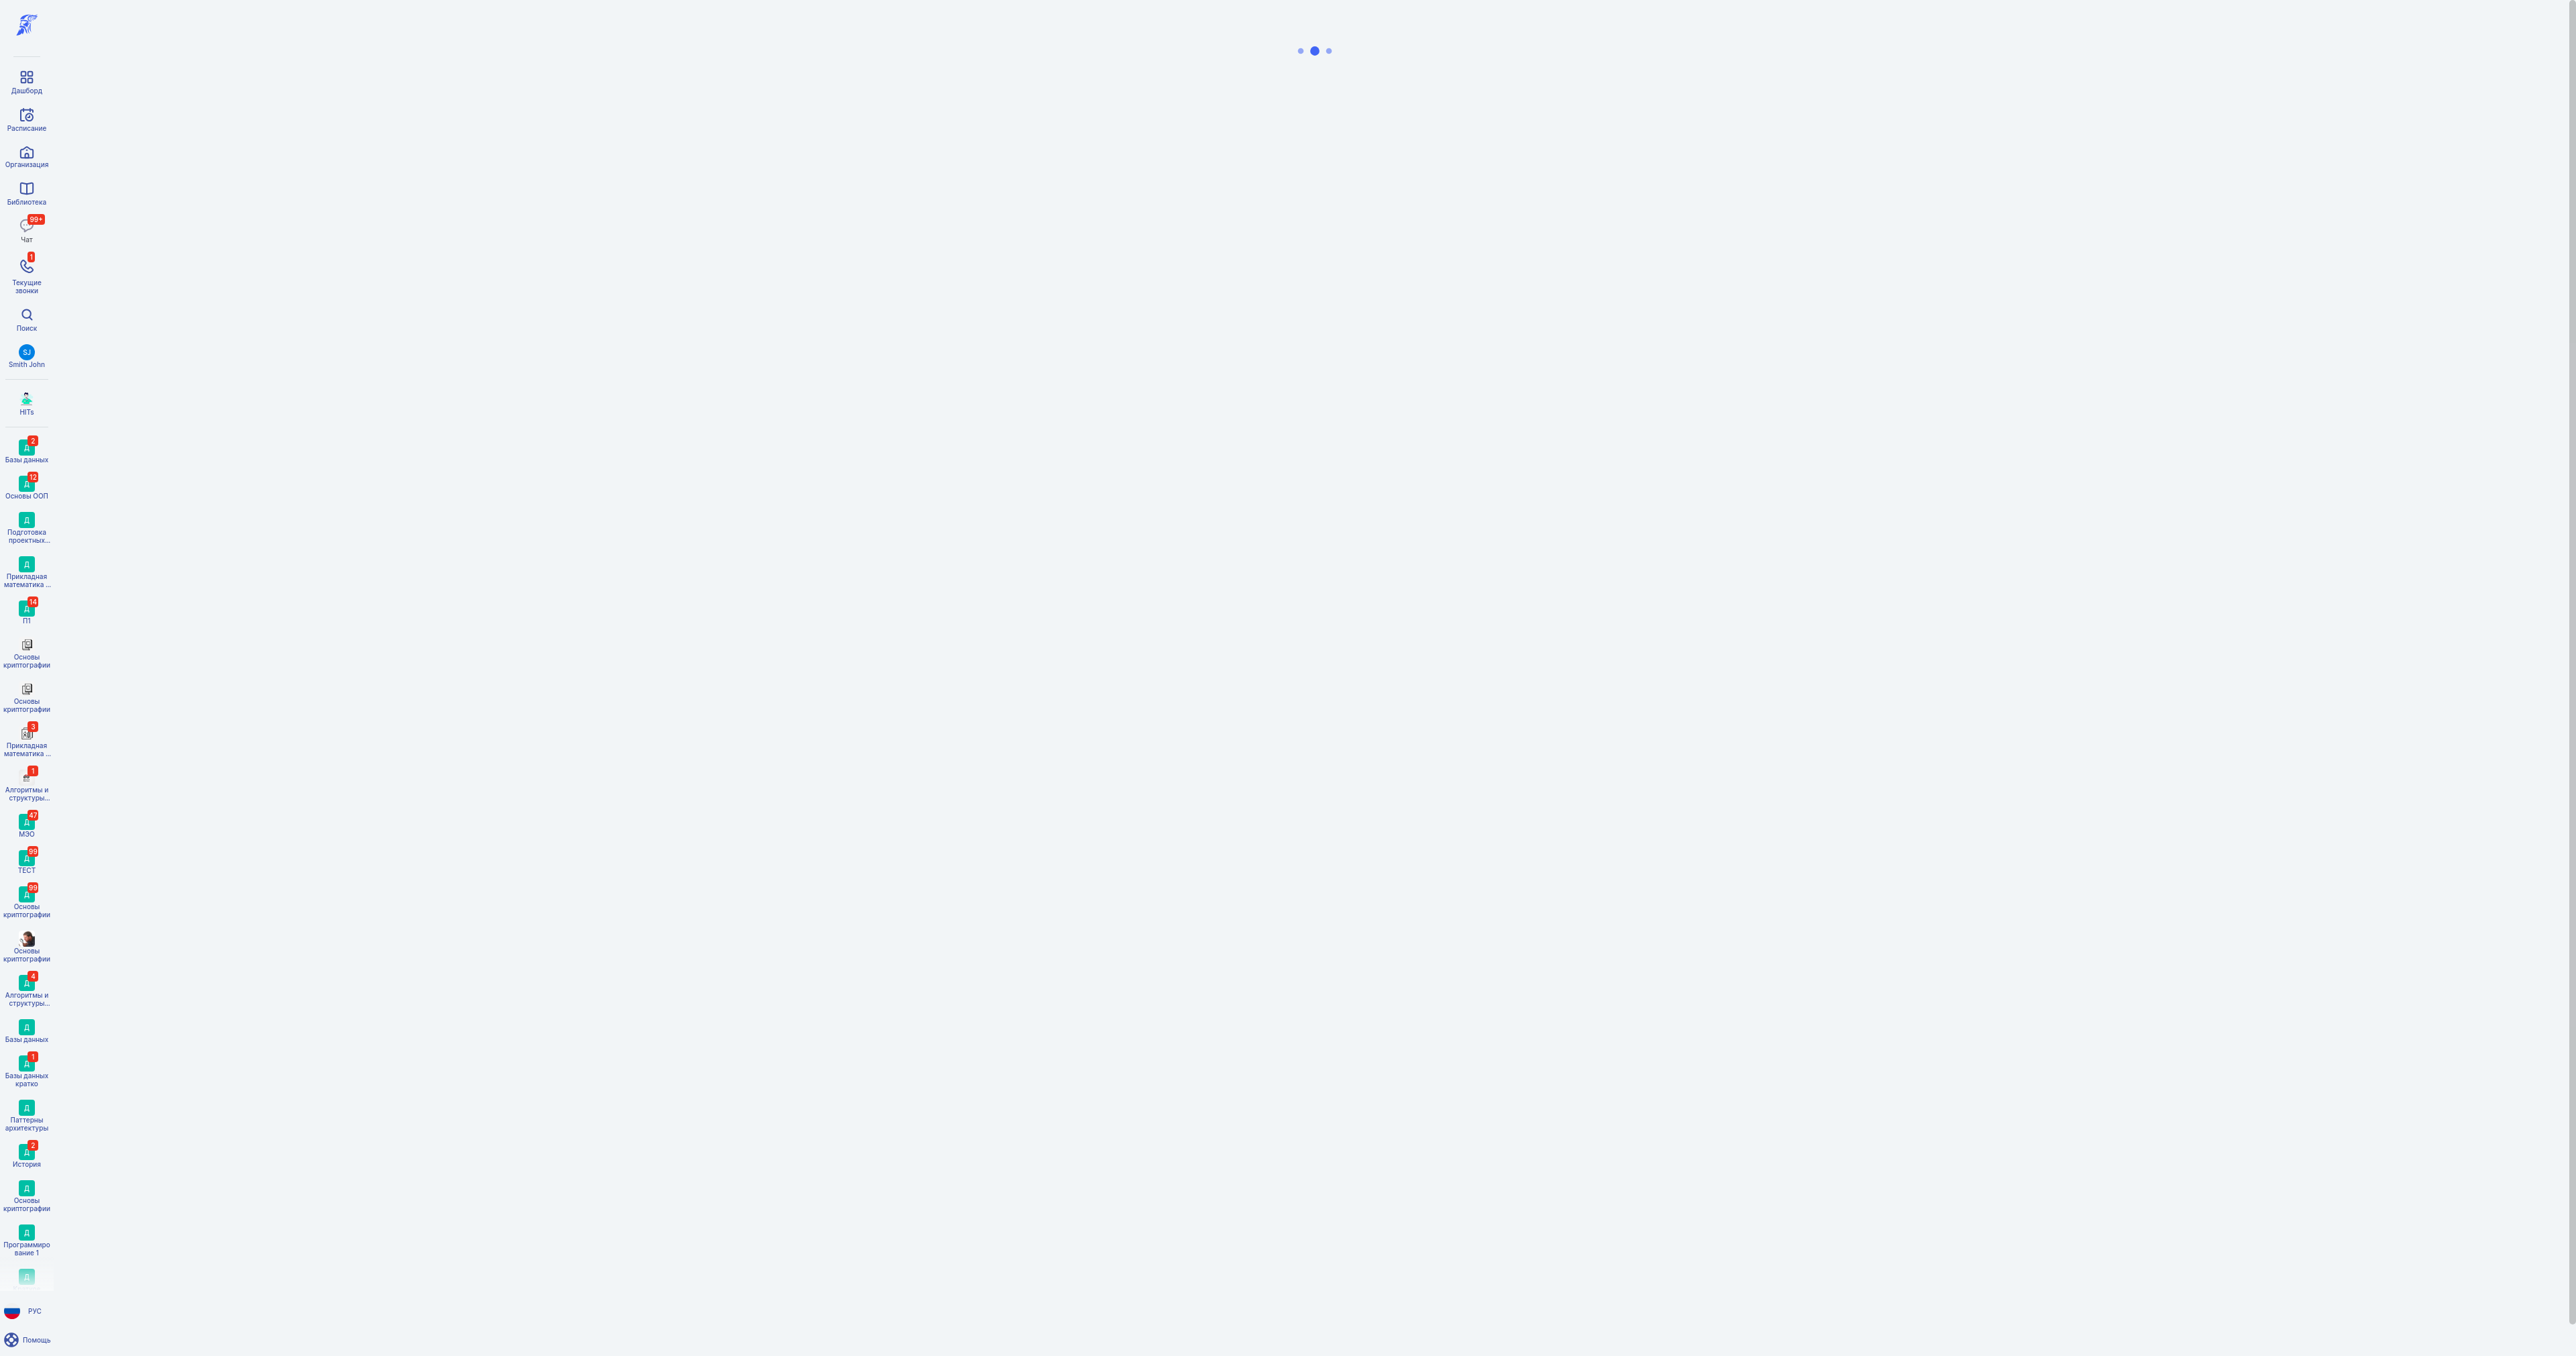 Дашборд
Расписание
Организация
Библиотека
99+
Чат
1
Текущие
звонки
Поиск
SJ
Smith John
HITs
2
Д
Базы данных
12
Д
Основы ООП
Д
Подготовка
проектных...
Д
Прикладная
математика ...
14
Д
П1
Основы
криптографии
Основы
криптографии
3
Прикладная
математика ...
1
Алгоритмы и
структуры...
47
Д
МЭО
99
Д
ТЕСТ
99
Д
Основы
криптографии
Основы
криптографии
4
Д
Алгоритмы и
структуры...
Д
Базы данных
1
Д
Базы данных
кратко
Д
Паттерны
архитектуры
2
Д
История
Д
Основы
криптографии
Д
Программиро
вание 1
Д
РУС
Помощь